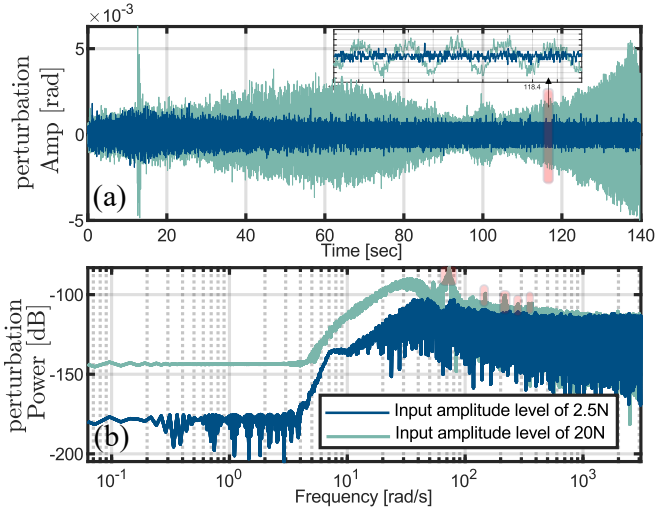 ×10⁻³
perturbation
Amp [rad]
5
0
-5
118.4
(a)
0 20 40 60 80 100 120 140
Time [sec]
perturbation
Power [dB]
-100
-150
-200
(b)
Input amplitude level of 2.5N
Input amplitude level of 20N
10⁻¹ 10⁰ 10¹ 10² 10³
Frequency [rad/s]